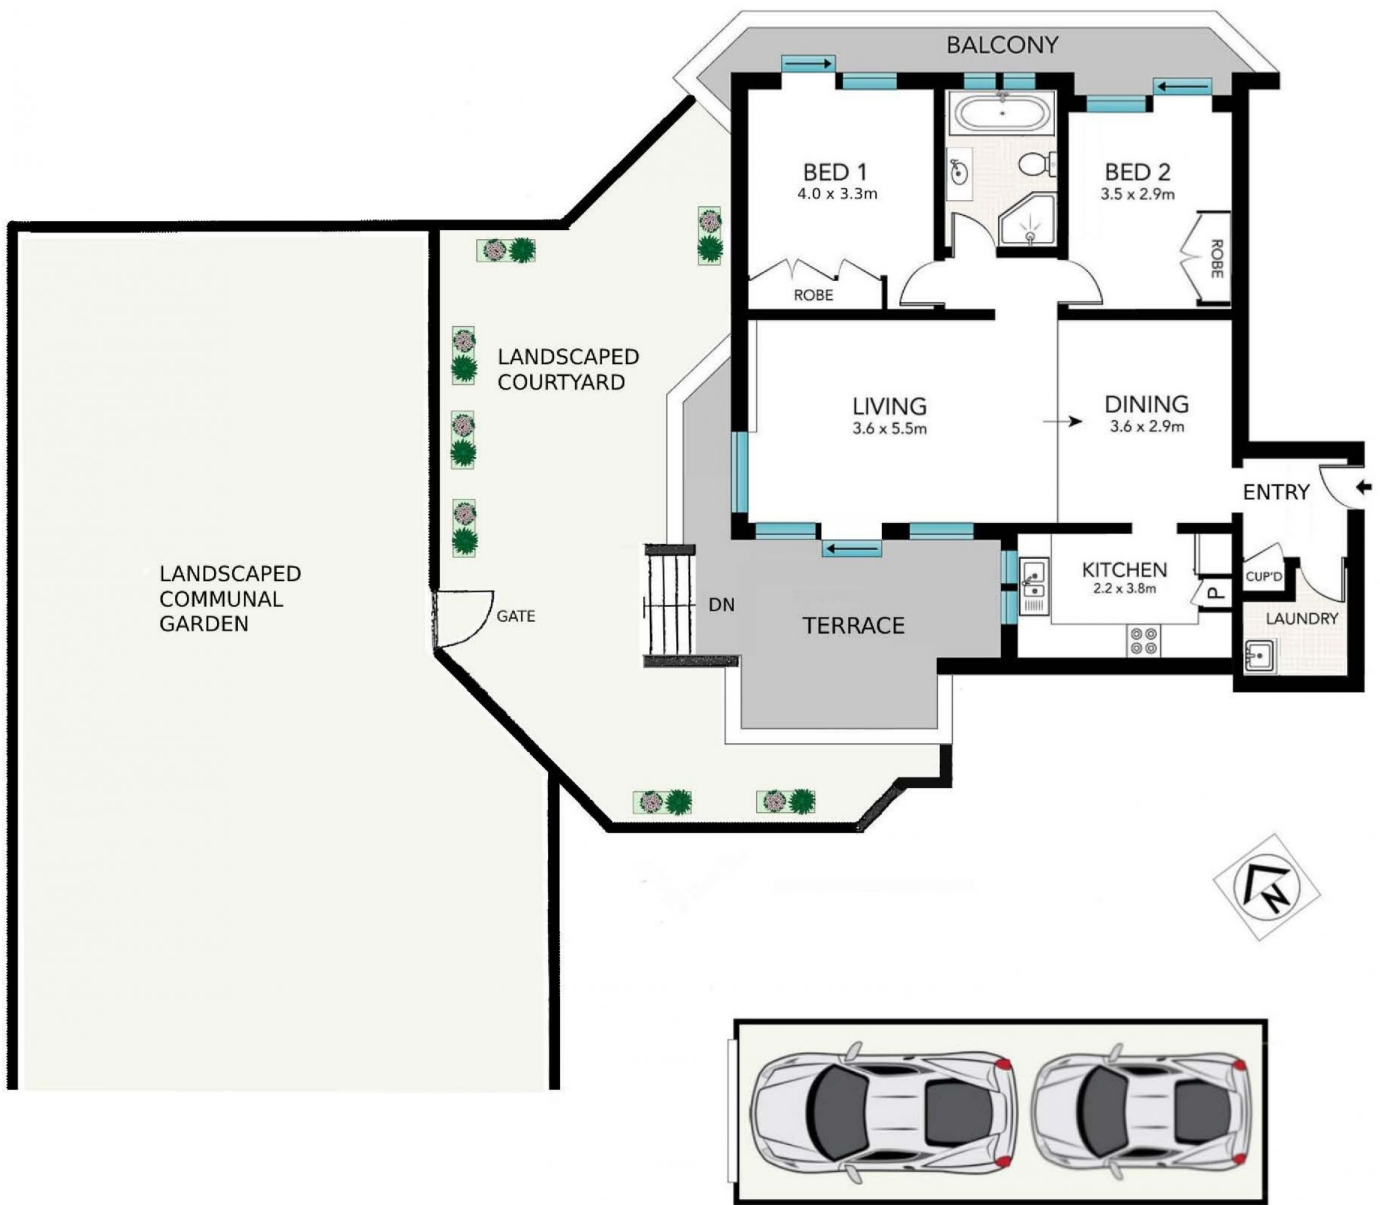 BALCONY
BED 1
4.0 x 3.3m
BED 2
3.5 x 2.9m
ROBE
ROBE
LANDSCAPED
COURTYARD
LIVING
3.6 x 5.5m
DINING
3.6 x 2.9m
ENTRY
LANDSCAPED
COMMUNAL
GARDEN
GATE
DN
TERRACE
KITCHEN
2.2 x 3.8m
P
CUP'D
LAUNDRY
N